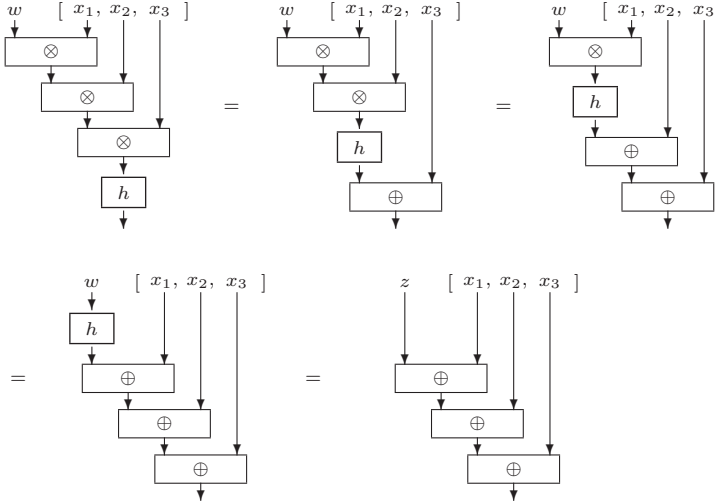 w [ x₁, x₂, x₃ ] w [ x₁, x₂, x₃ ] w [ x₁, x₂, x₃
⊗ ⊗ ⊗
⊗ = ⊗ = h
⊗ h ⊕
h ⊕ ⊕
w [ x₁, x₂, x₃ ] z [ x₁, x₂, x₃ ]
h
= ⊕ = ⊕
⊕ ⊕
⊕ ⊕